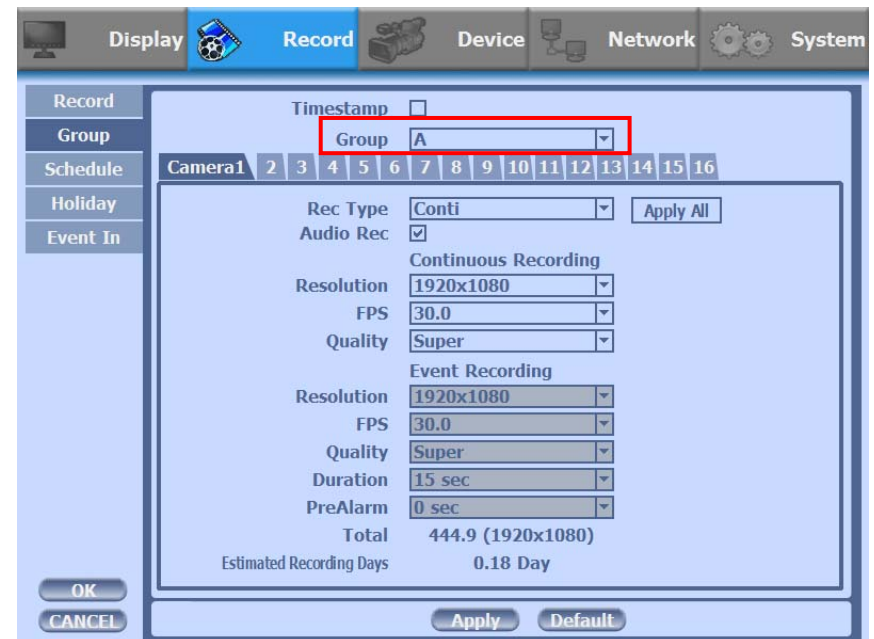 Display Record Device Network System
Record
Group
Schedule
Holiday
Event In
Timestamp
Group A
Camera1 2 3 4 5 6 7 8 9 10 11 12 13 14 15 16
Rec Type Conti Apply All
Audio Rec
Continuous Recording
Resolution 1920x1080
FPS 30.0
Quality Super
Event Recording
Resolution 1920x1080
FPS 30.0
Quality Super
Duration 15 sec
PreAlarm 0 sec
Total 444.9 (1920x1080)
Estimated Recording Days 0.18 Day
OK
CANCEL
Apply Default